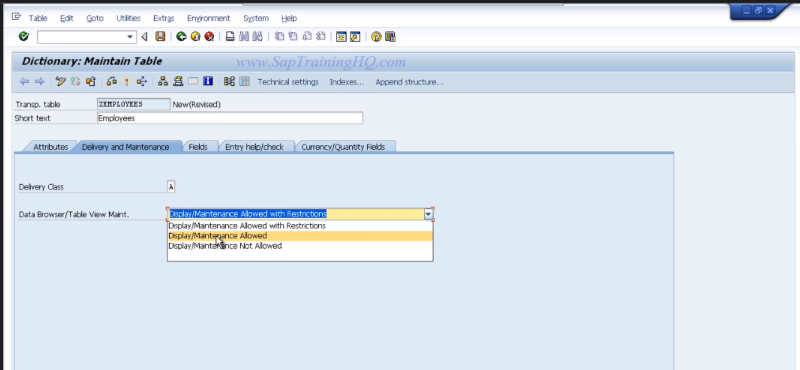 Table Edit Goto Utilities Extras Environment System Help
Dictionary: Maintain Table
www.SapTrainingHQ.com
Technical settings Indexes... Append structure...
Transp. table ZEMPLOYEES New(Revised)
Short text Employees
Attributes Delivery and Maintenance Fields Entry help/check Currency/Quantity Fields
Delivery Class A
Data Browser/Table View Maint. Display/Maintenance Allowed with Restrictions
Display/Maintenance Allowed with Restrictions
Display/Maintenance Allowed
Display/Maintenance Not Allowed